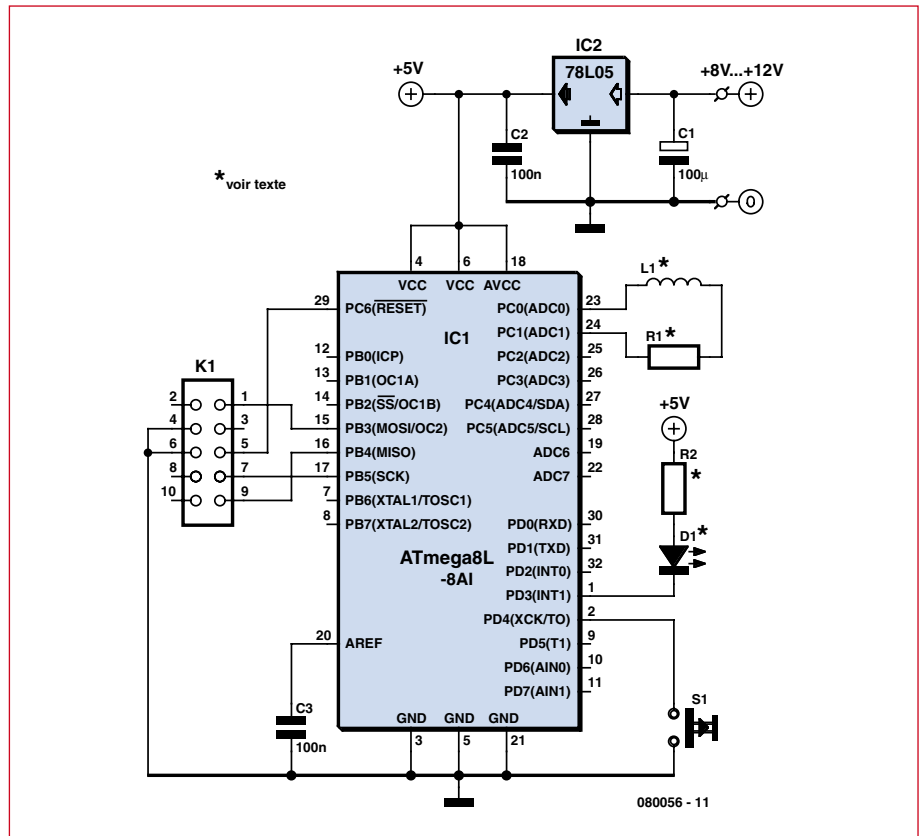 IC2
+5V
78L05
+8V...+12V
C2
100n
C1
100µ
0
* voir texte
4
6
18
VCC
VCC
AVCC
IC1
29
PC6(RESET)
12
PB0(ICP)
13
PB1(OC1A)
14
PB2(SS/OC1B)
15
PB3(MOSI/OC2)
16
PB4(MISO)
17
PB5(SCK)
7
PB6(XTAL1/TOSC1)
8
PB7(XTAL2/TOSC2)
20
AREF
K1
2
1
4
3
6
5
8
7
10
9
ATmega8L
-8AI
PC0(ADC0)
23
PC1(ADC1)
24
PC2(ADC2)
25
PC3(ADC3)
26
PC4(ADC4/SDA)
27
PC5(ADC5/SCL)
28
ADC6
19
ADC7
22
PD0(RXD)
30
PD1(TXD)
31
PD2(INT0)
32
PD3(INT1)
1
PD4(XCK/TO)
2
PD5(T1)
9
PD6(AIN0)
10
PD7(AIN1)
11
L1*
R1*
+5V
R2
*
D1*
S1
C3
100n
GND
GND
GND
3
5
21
080056 - 11